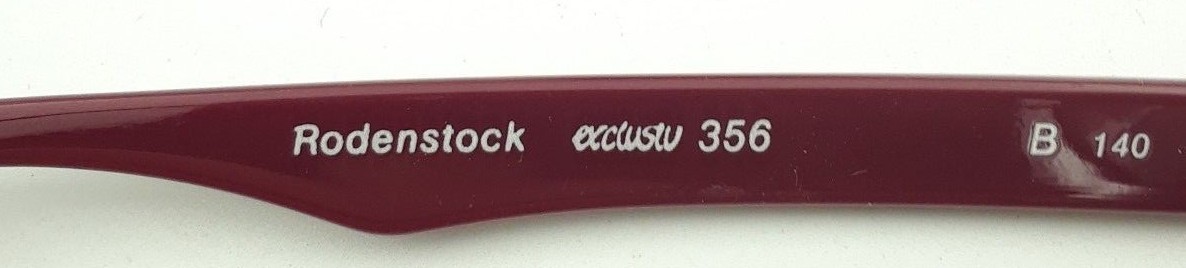 Rodenstock exclusiv 356 B 140